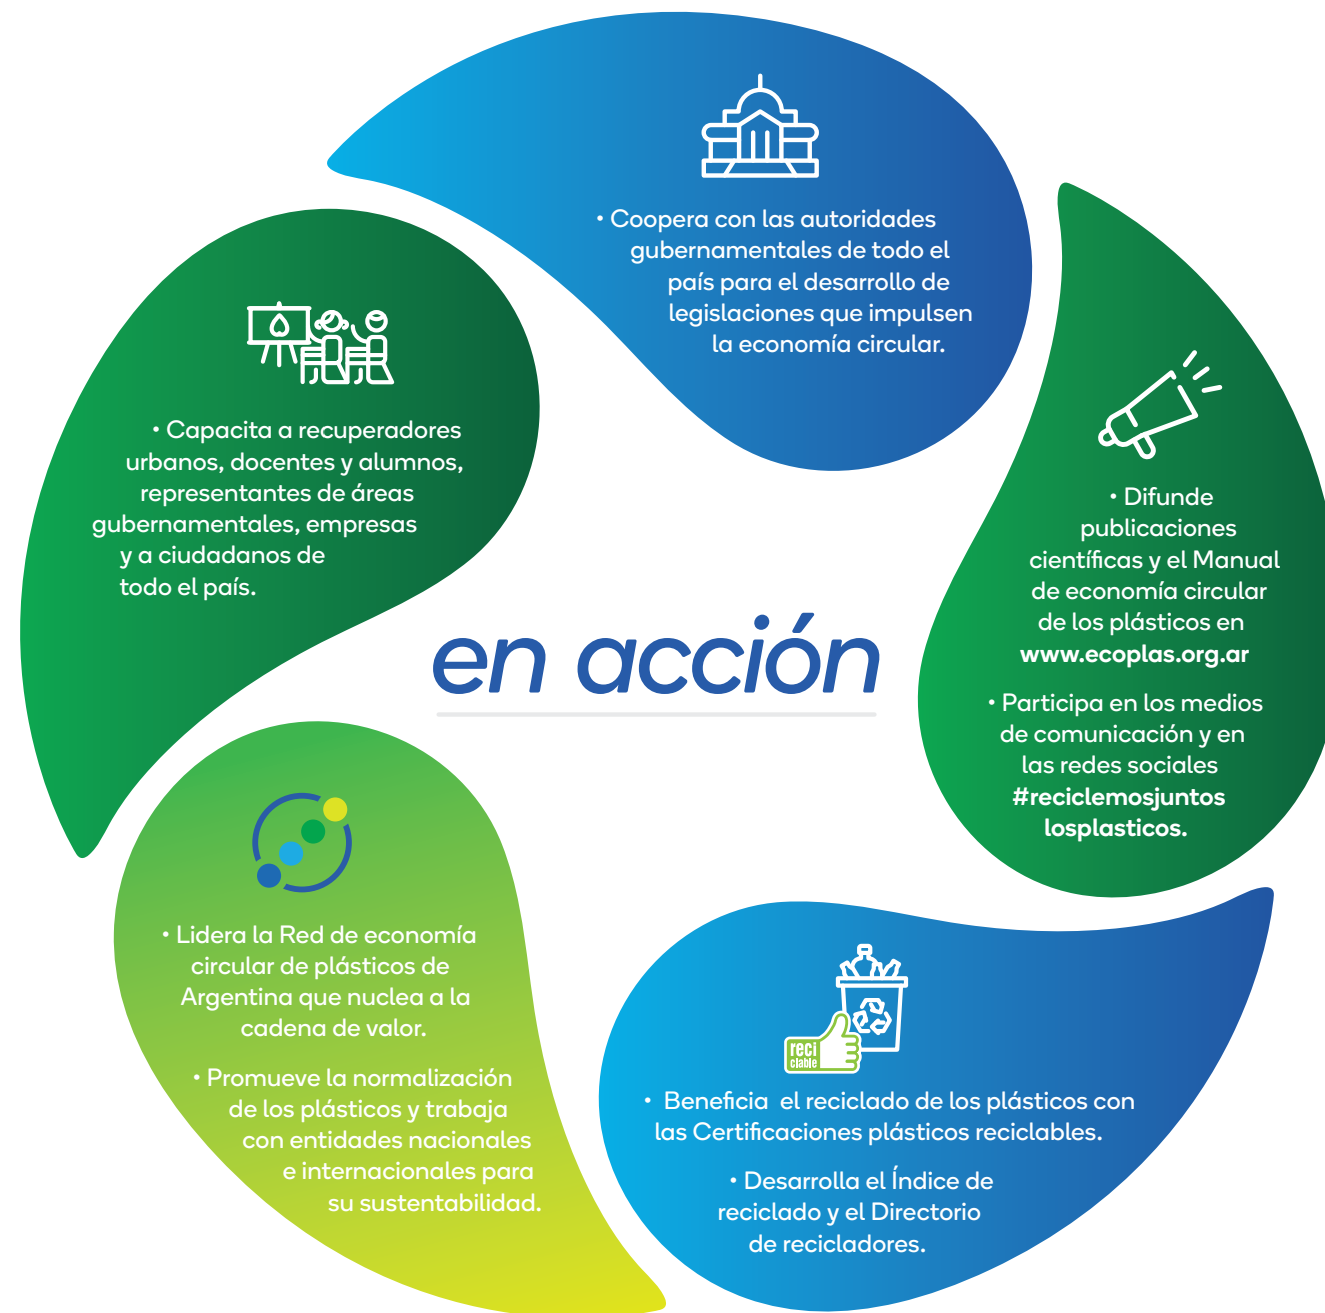 • Coopera con las autoridades
gubernamentales de todo el
país para el desarrollo de
legislaciones que impulsen
la economía circular.
• Difunde
publicaciones
científicas y el Manual
de economía circular
de los plásticos en
www.ecoplas.org.ar
• Participa en los medios
de comunicación y en
las redes sociales
#reciclemosjuntos
losplasticos.
• Capacita a recuperadores
urbanos, docentes y alumnos,
representantes de áreas
gubernamentales, empresas
y a ciudadanos de
todo el país.
en acción
• Lidera la Red de economía
circular de plásticos de
Argentina que nuclea a la
cadena de valor.
• Promueve la normalización
de los plásticos y trabaja
con entidades nacionales
e internacionales para
su sustentabilidad.
reci
clable
• Beneficia el reciclado de los plásticos con
las Certificaciones plásticos reciclables.
• Desarrolla el Índice de
reciclado y el Directorio
de recicladores.